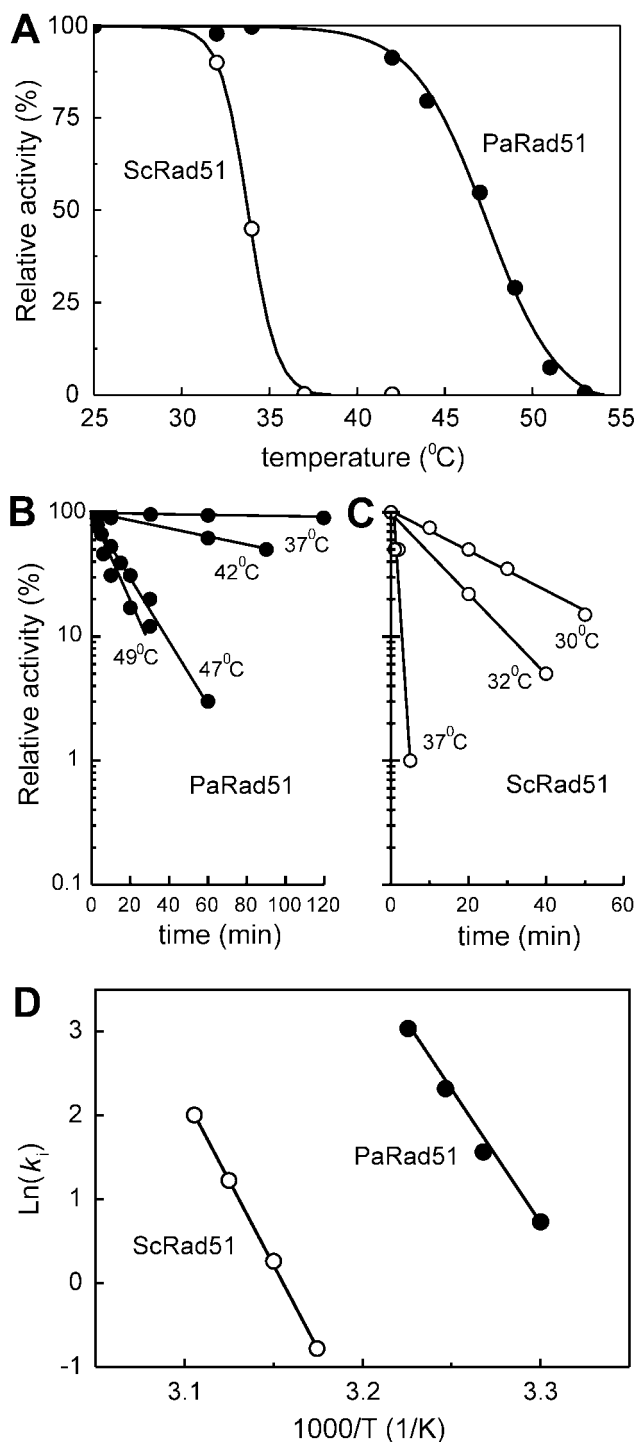 A
Relative activity (%)
100
75
50
25
0
ScRad51
PaRad51
25 30 35 40 45 50 55
temperature (⁰C)
B
Relative activity (%)
100
10
1
0.1
37⁰C
42⁰C
49⁰C
47⁰C
PaRad51
0 20 40 60 80 100 120
time (min)
C
30⁰C
32⁰C
37⁰C
ScRad51
0 20 40 60
time (min)
D
Ln(kᵢ)
3
2
1
0
-1
PaRad51
ScRad51
3.1 3.2 3.3
1000/T (1/K)